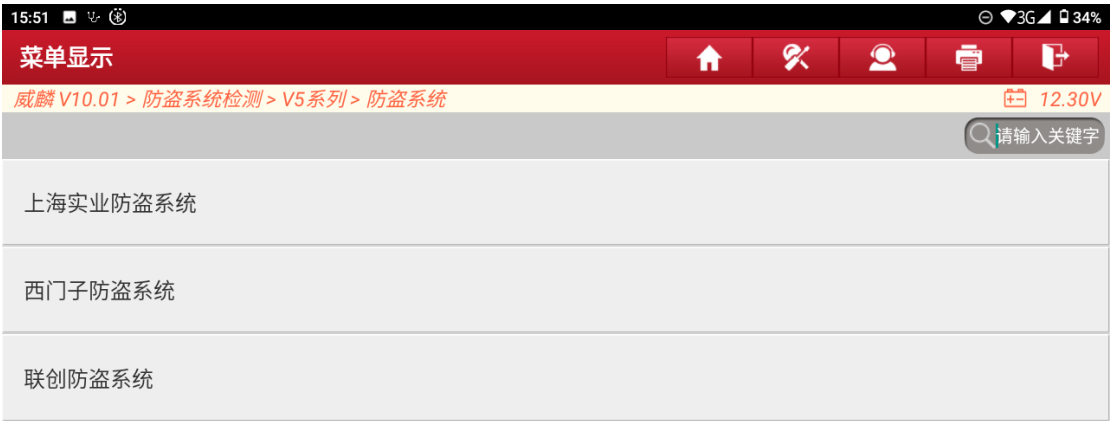 15:51 3G 34%
菜单显示
威麟 V10.01 > 防盗系统检测 > V5系列 > 防盗系统 12.30V
请输入关键字
上海实业防盗系统
西门子防盗系统
联创防盗系统